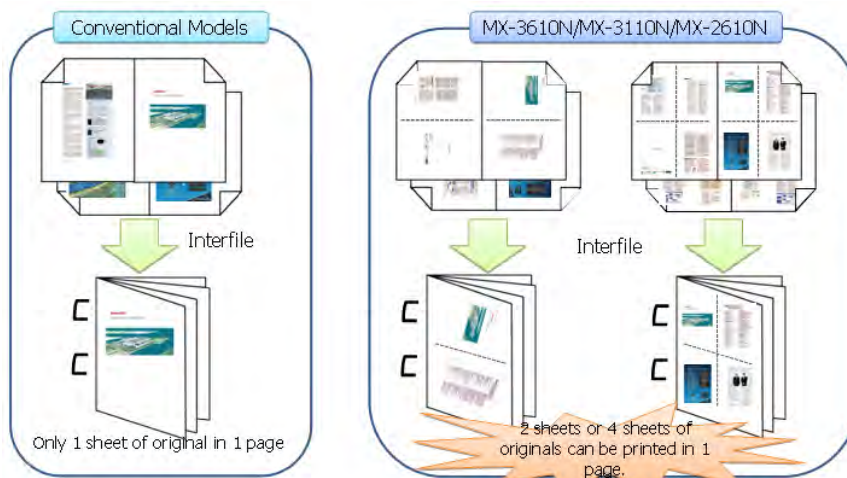 Conventional Models
MX-3610N/MX-3110N/MX-2610N
Interfile
Interfile
Only 1 sheet of original in 1 page
2 sheets or 4 sheets of
originals can be printed in 1
page.